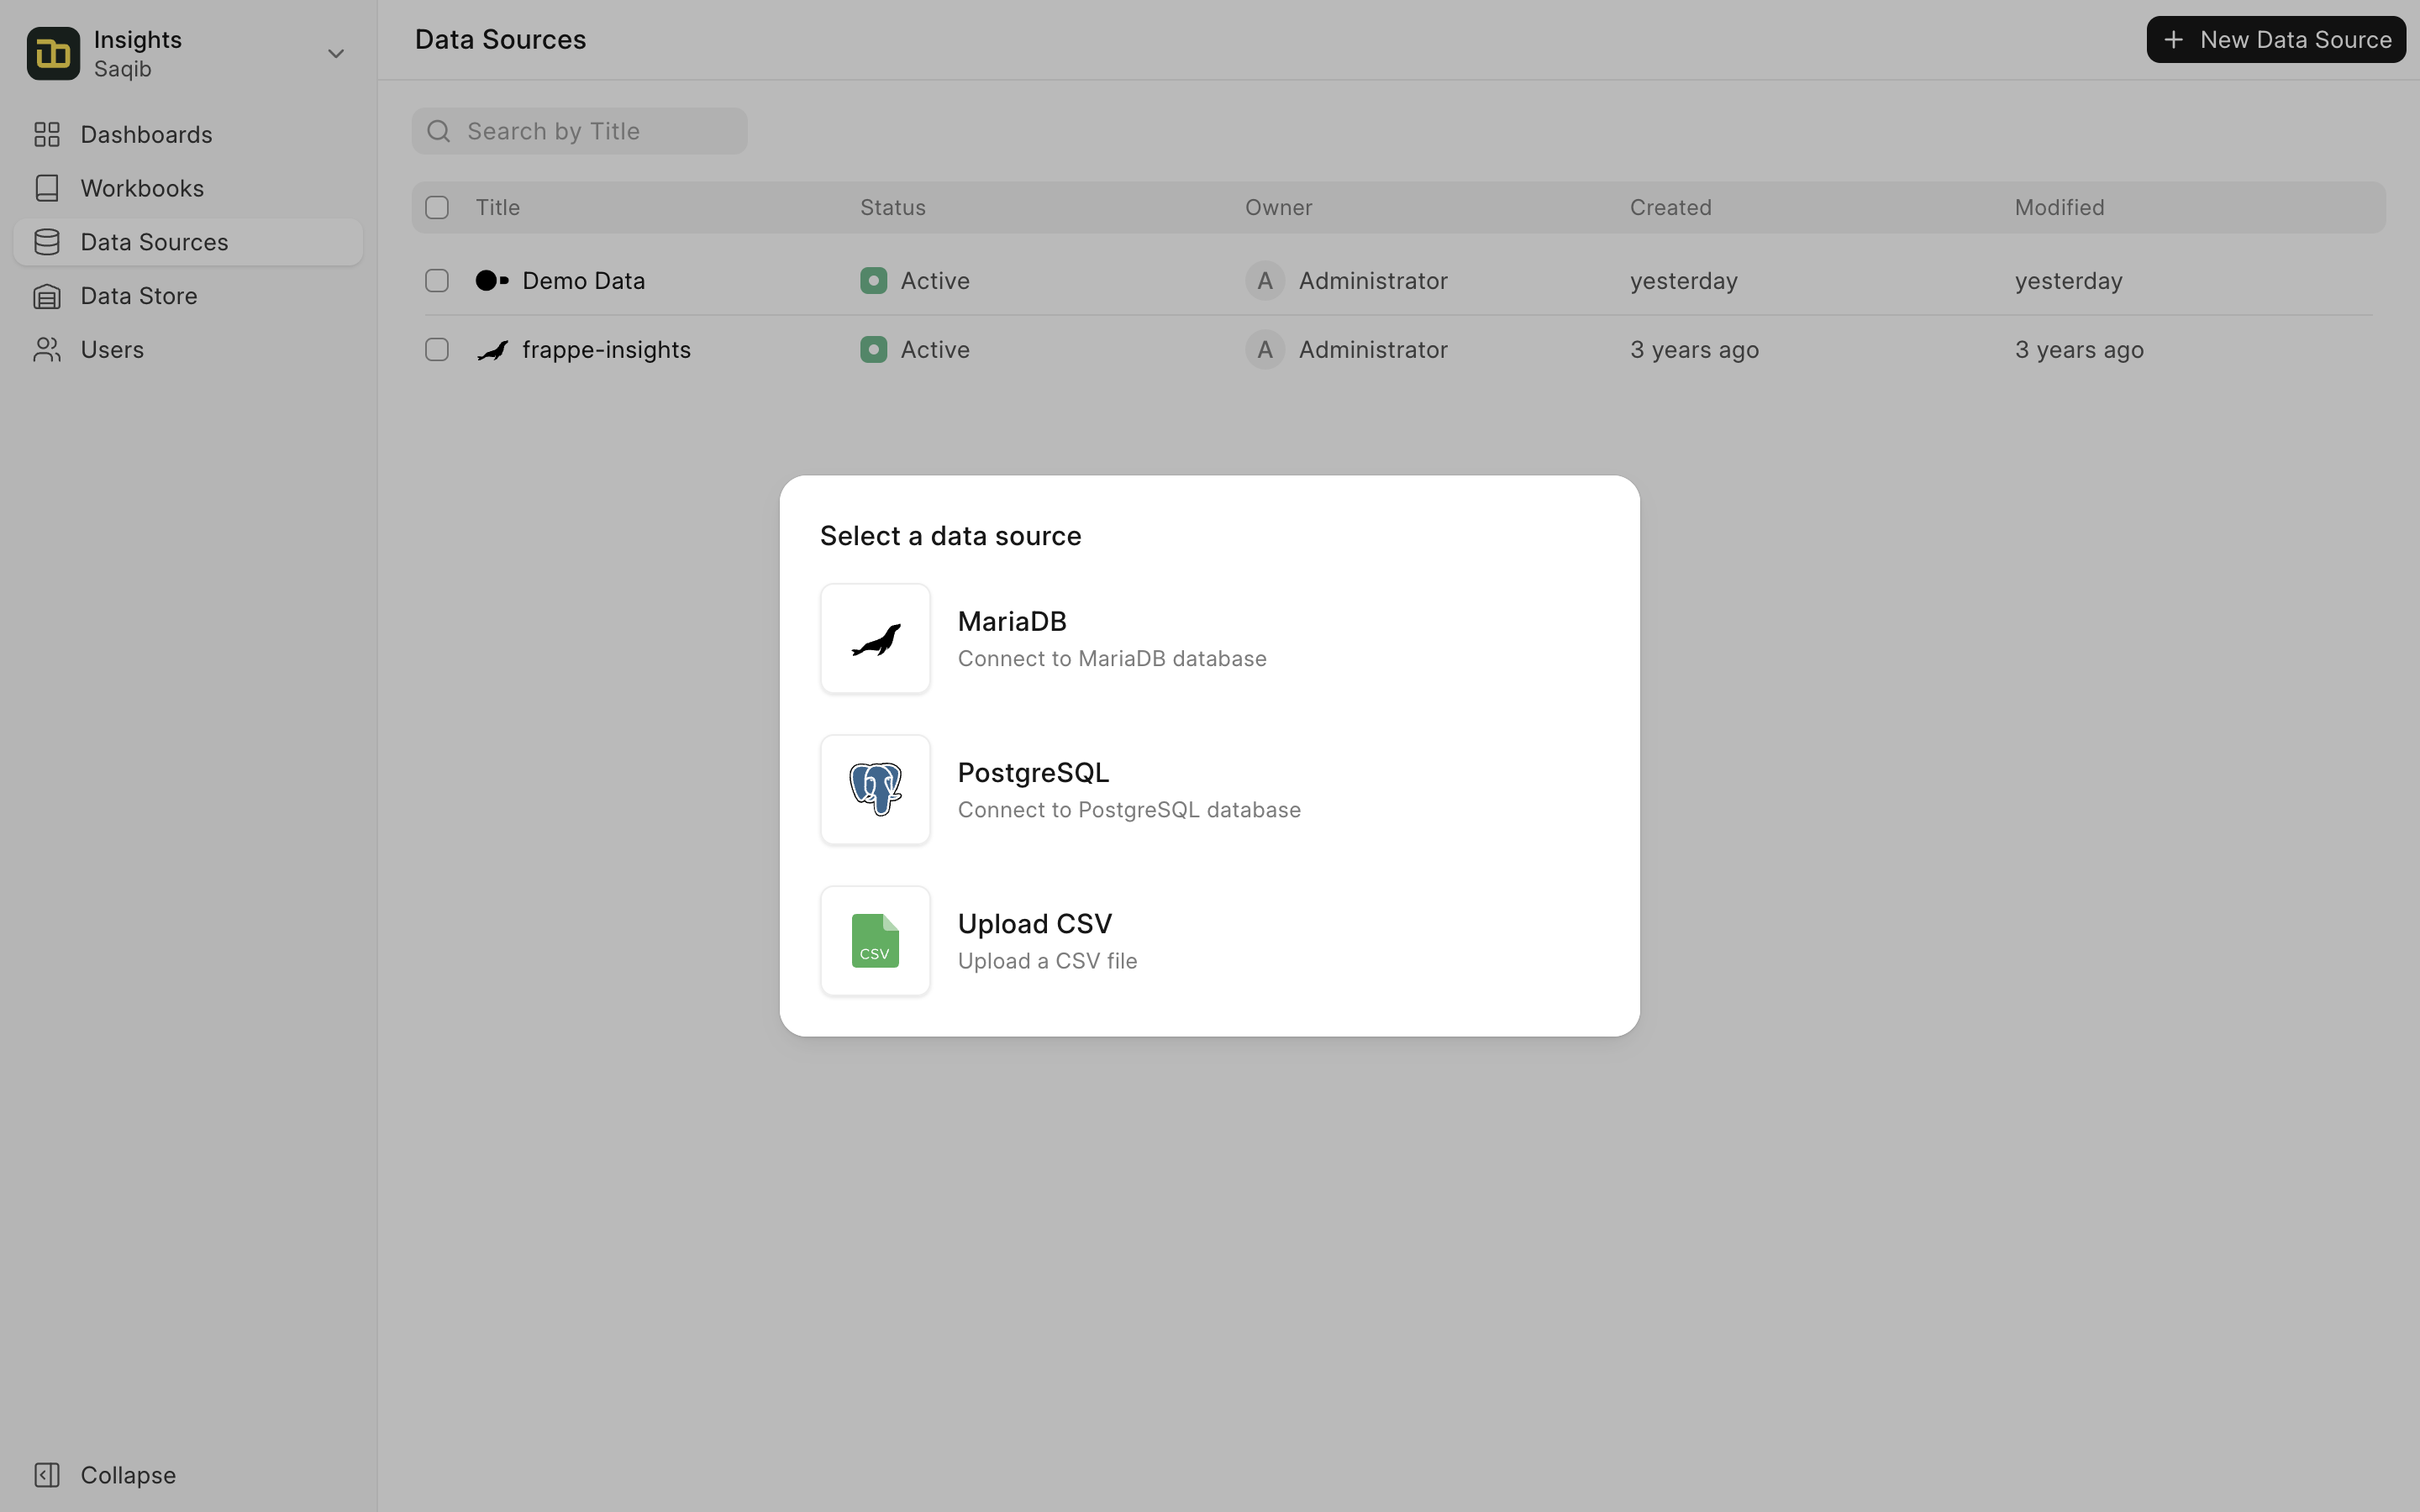 Insights
Saqib
Dashboards
Workbooks
Data Sources
Data Store
Users
Collapse
Data Sources
New Data Source
Search by Title
Title Status Owner Created Modified
Demo Data Active A Administrator yesterday yesterday
frappe-insights Active A Administrator 3 years ago 3 years ago
Select a data source
MariaDB
Connect to MariaDB database
PostgreSQL
Connect to PostgreSQL database
CSV
Upload CSV
Upload a CSV file